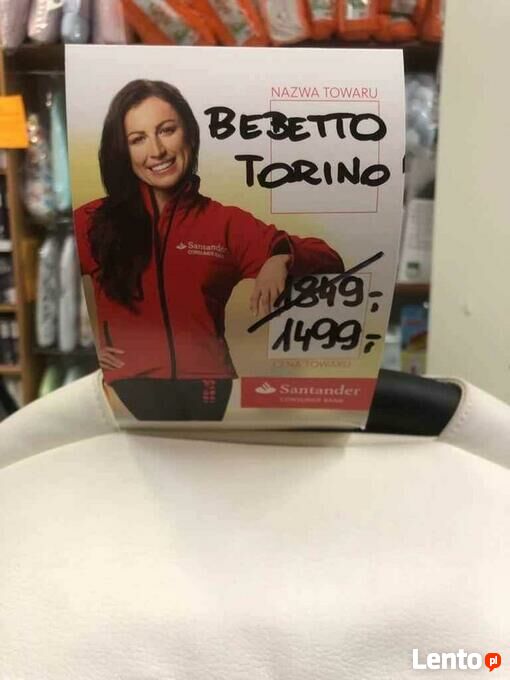 NAZWA TOWARU
BEBETTO
TORINO
Santander
CONSUMER BANK
1849,-
1499,-
CENA TOWARU
Santander
CONSUMER BANK
Lento.pl